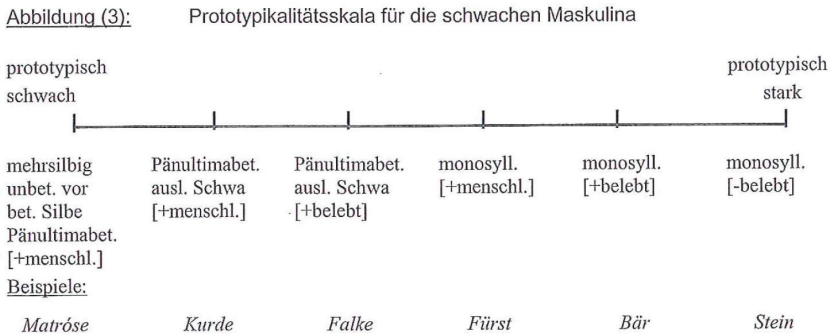 Abbildung (3): Prototypikalitätsskala für die schwachen Maskulina
prototypisch prototypisch
schwach stark
mehrsilbig Pänultimabet. Pänultimabet. monosyll. monosyll. monosyll.
unbet. vor ausl. Schwa ausl. Schwa [+menschl.] [+belebt] [-belebt]
bet. Silbe [+menschl.] [+belebt]
Pänultimabet.
[+menschl.]
Beispiele:
Matróse Kurde Falke Fürst Bär Stein